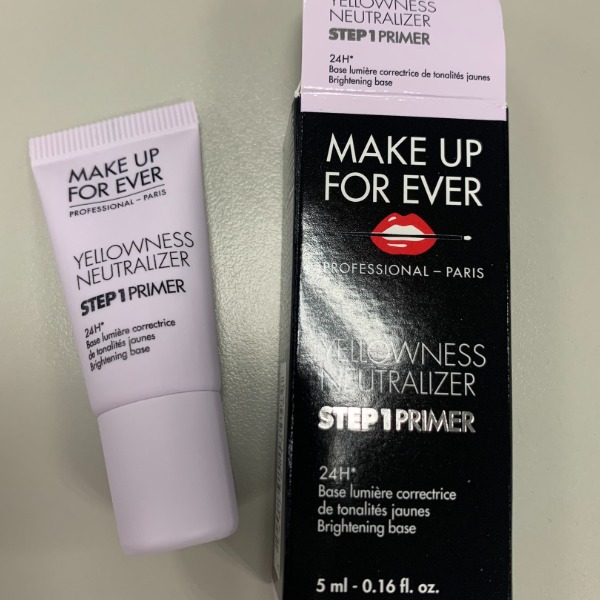 MAKE UP
FOR EVER
PROFESSIONAL – PARIS
YELLOWNESS
NEUTRALIZER
STEP 1 PRIMER
24H*
Base lumière correctrice
de tonalités jaunes
Brightening base
YELLOWNESS
NEUTRALIZER
STEP 1 PRIMER
24H*
Base lumière correctrice de tonalités jaunes
Brightening base
MAKE UP
FOR EVER
PROFESSIONAL – PARIS
YELLOWNESS
NEUTRALIZER
STEP 1 PRIMER
24H*
Base lumière correctrice
de tonalités jaunes
Brightening base
5 ml - 0.16 fl. oz.